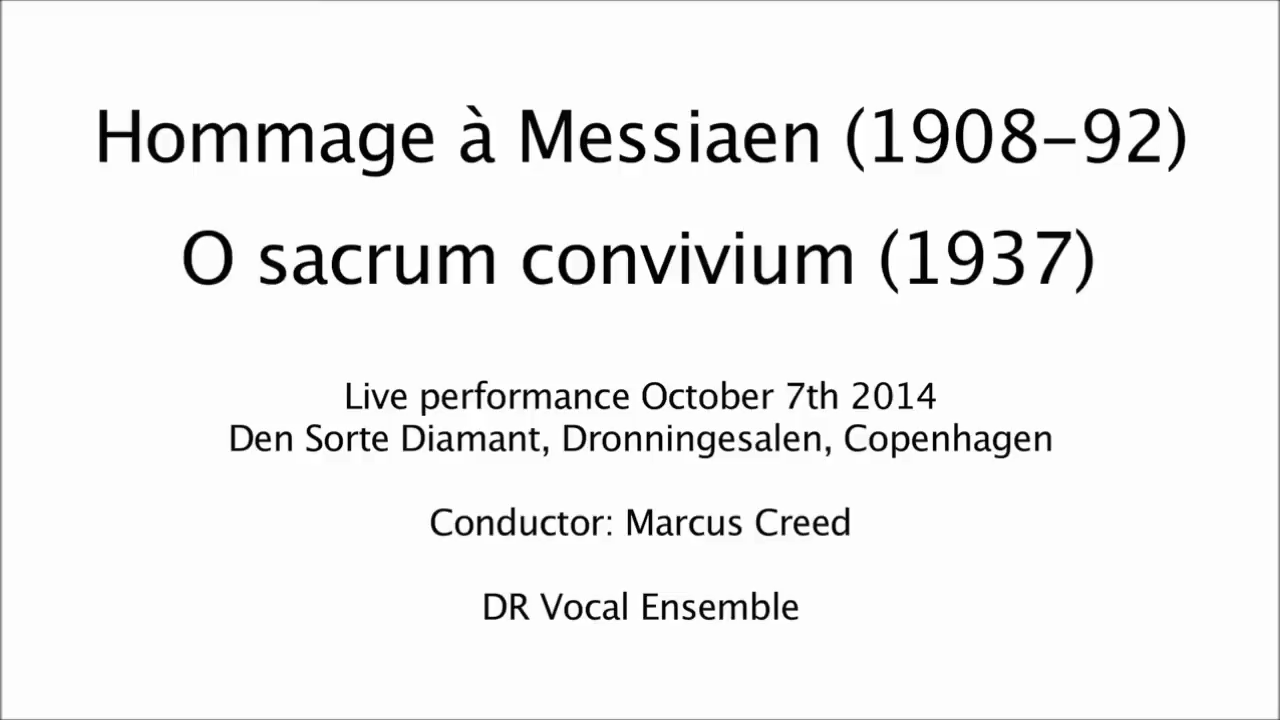 Hommage à Messiaen (1908-92)
O sacrum convivium (1937)
Live performance October 7th 2014
Den Sorte Diamant, Dronningesalen, Copenhagen
Conductor: Marcus Creed
DR Vocal Ensemble